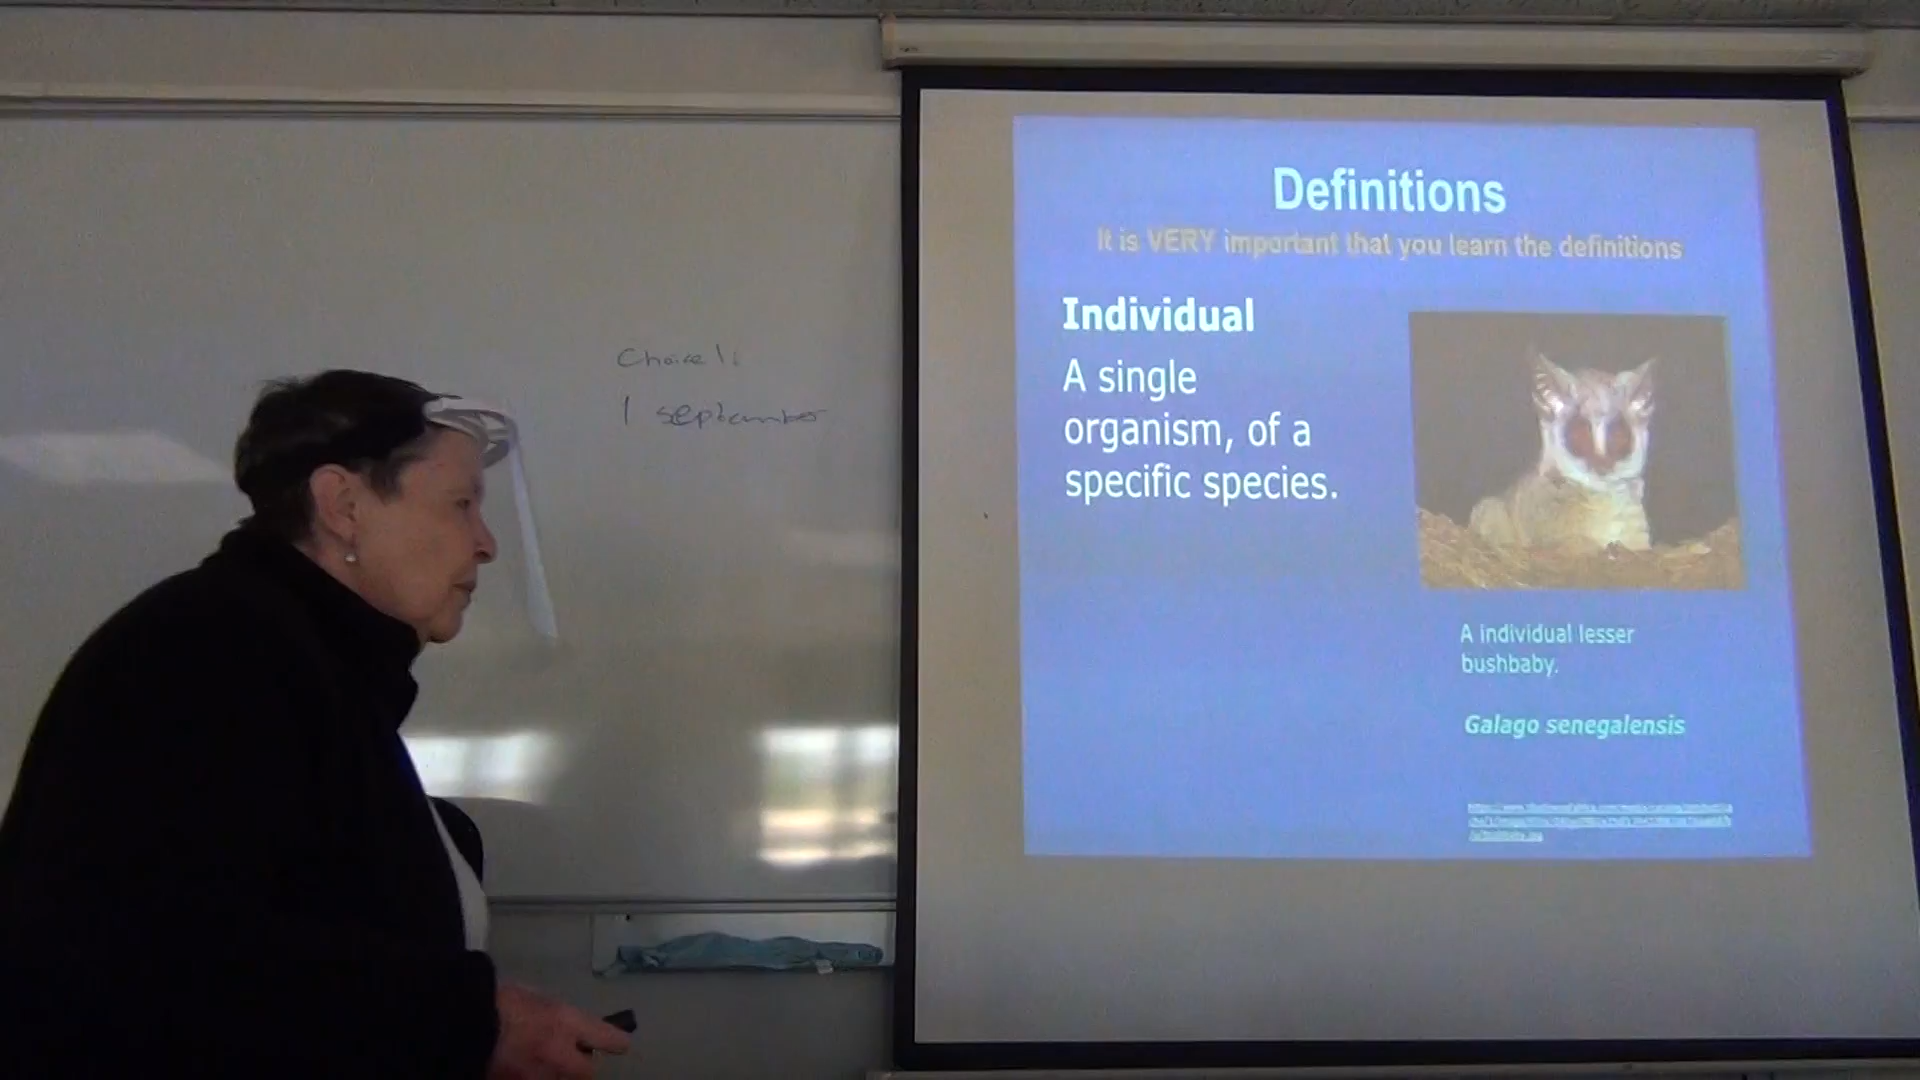 Definitions
It is VERY important that you learn the definitions
Individual
A single
organism, of a
specific species.
A individual lesser
bushbaby.
Galago senegalensis
1 september